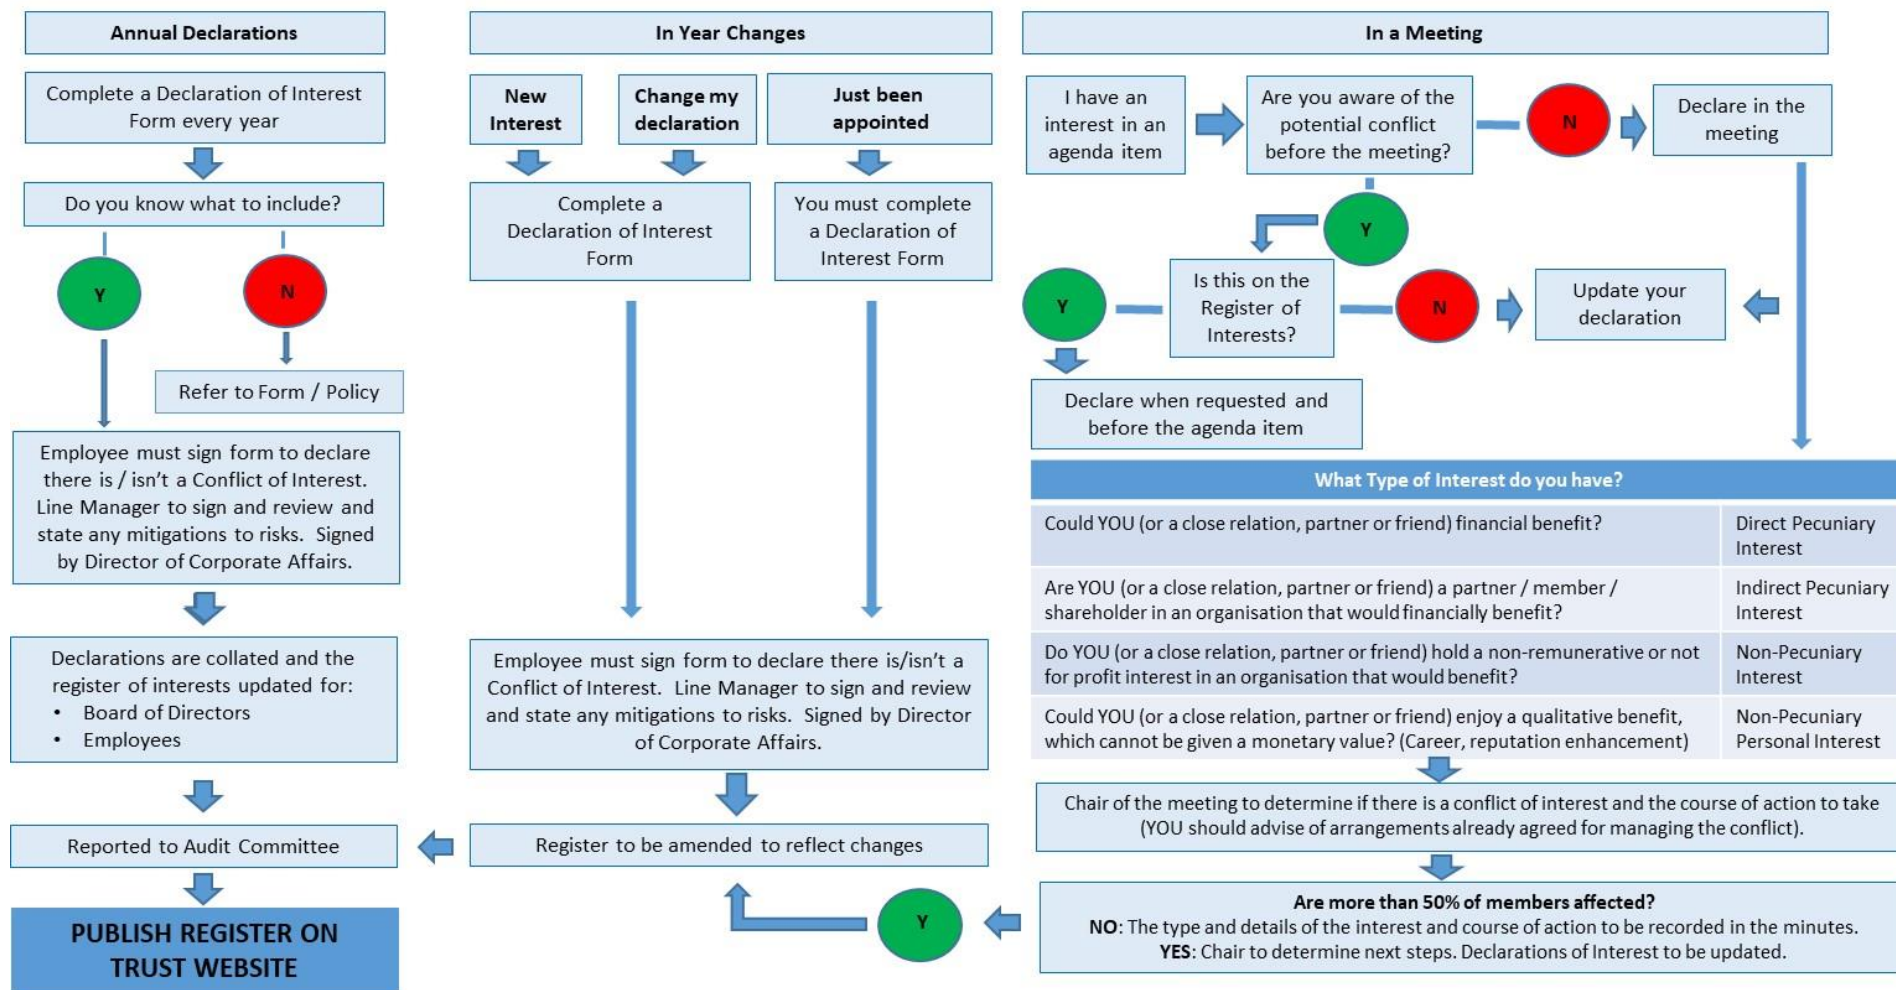 Annual Declarations
Complete a Declaration of Interest
Form every year
Do you know what to include?
Y
N
Refer to Form / Policy
Employee must sign form to declare
there is / isn't a Conflict of Interest.
Line Manager to sign and review and
state any mitigations to risks.  Signed
by Director of Corporate Affairs.
Declarations are collated and the
register of interests updated for:
• Board of Directors
• Employees
Reported to Audit Committee
PUBLISH REGISTER ON
TRUST WEBSITE
In Year Changes
New
Interest
Change my
declaration
Just been
appointed
Complete a
Declaration of Interest
Form
You must complete
a Declaration of
Interest Form
Employee must sign form to declare there is/isn't a
Conflict of Interest.  Line Manager to sign and review
and state any mitigations to risks.  Signed by Director
of Corporate Affairs.
Register to be amended to reflect changes
Y
In a Meeting
I have an
interest in an
agenda item
Are you aware of the
potential conflict
before the meeting?
N
Declare in the
meeting
Y
Y
Is this on the
Register of
Interests?
N
Update your
declaration
Declare when requested and
before the agenda item
What Type of Interest do you have?
Could YOU (or a close relation, partner or friend) financial benefit?
Direct Pecuniary
Interest
Are YOU (or a close relation, partner or friend) a partner / member /
shareholder in an organisation that would financially benefit?
Indirect Pecuniary
Interest
Do YOU (or a close relation, partner or friend) hold a non-remunerative or not
for profit interest in an organisation that would benefit?
Non-Pecuniary
Interest
Could YOU (or a close relation, partner or friend) enjoy a qualitative benefit,
which cannot be given a monetary value? (Career, reputation enhancement)
Non-Pecuniary
Personal Interest
Chair of the meeting to determine if there is a conflict of interest and the course of action to take
(YOU should advise of arrangements already agreed for managing the conflict).
Are more than 50% of members affected?
NO: The type and details of the interest and course of action to be recorded in the minutes.
YES: Chair to determine next steps. Declarations of Interest to be updated.